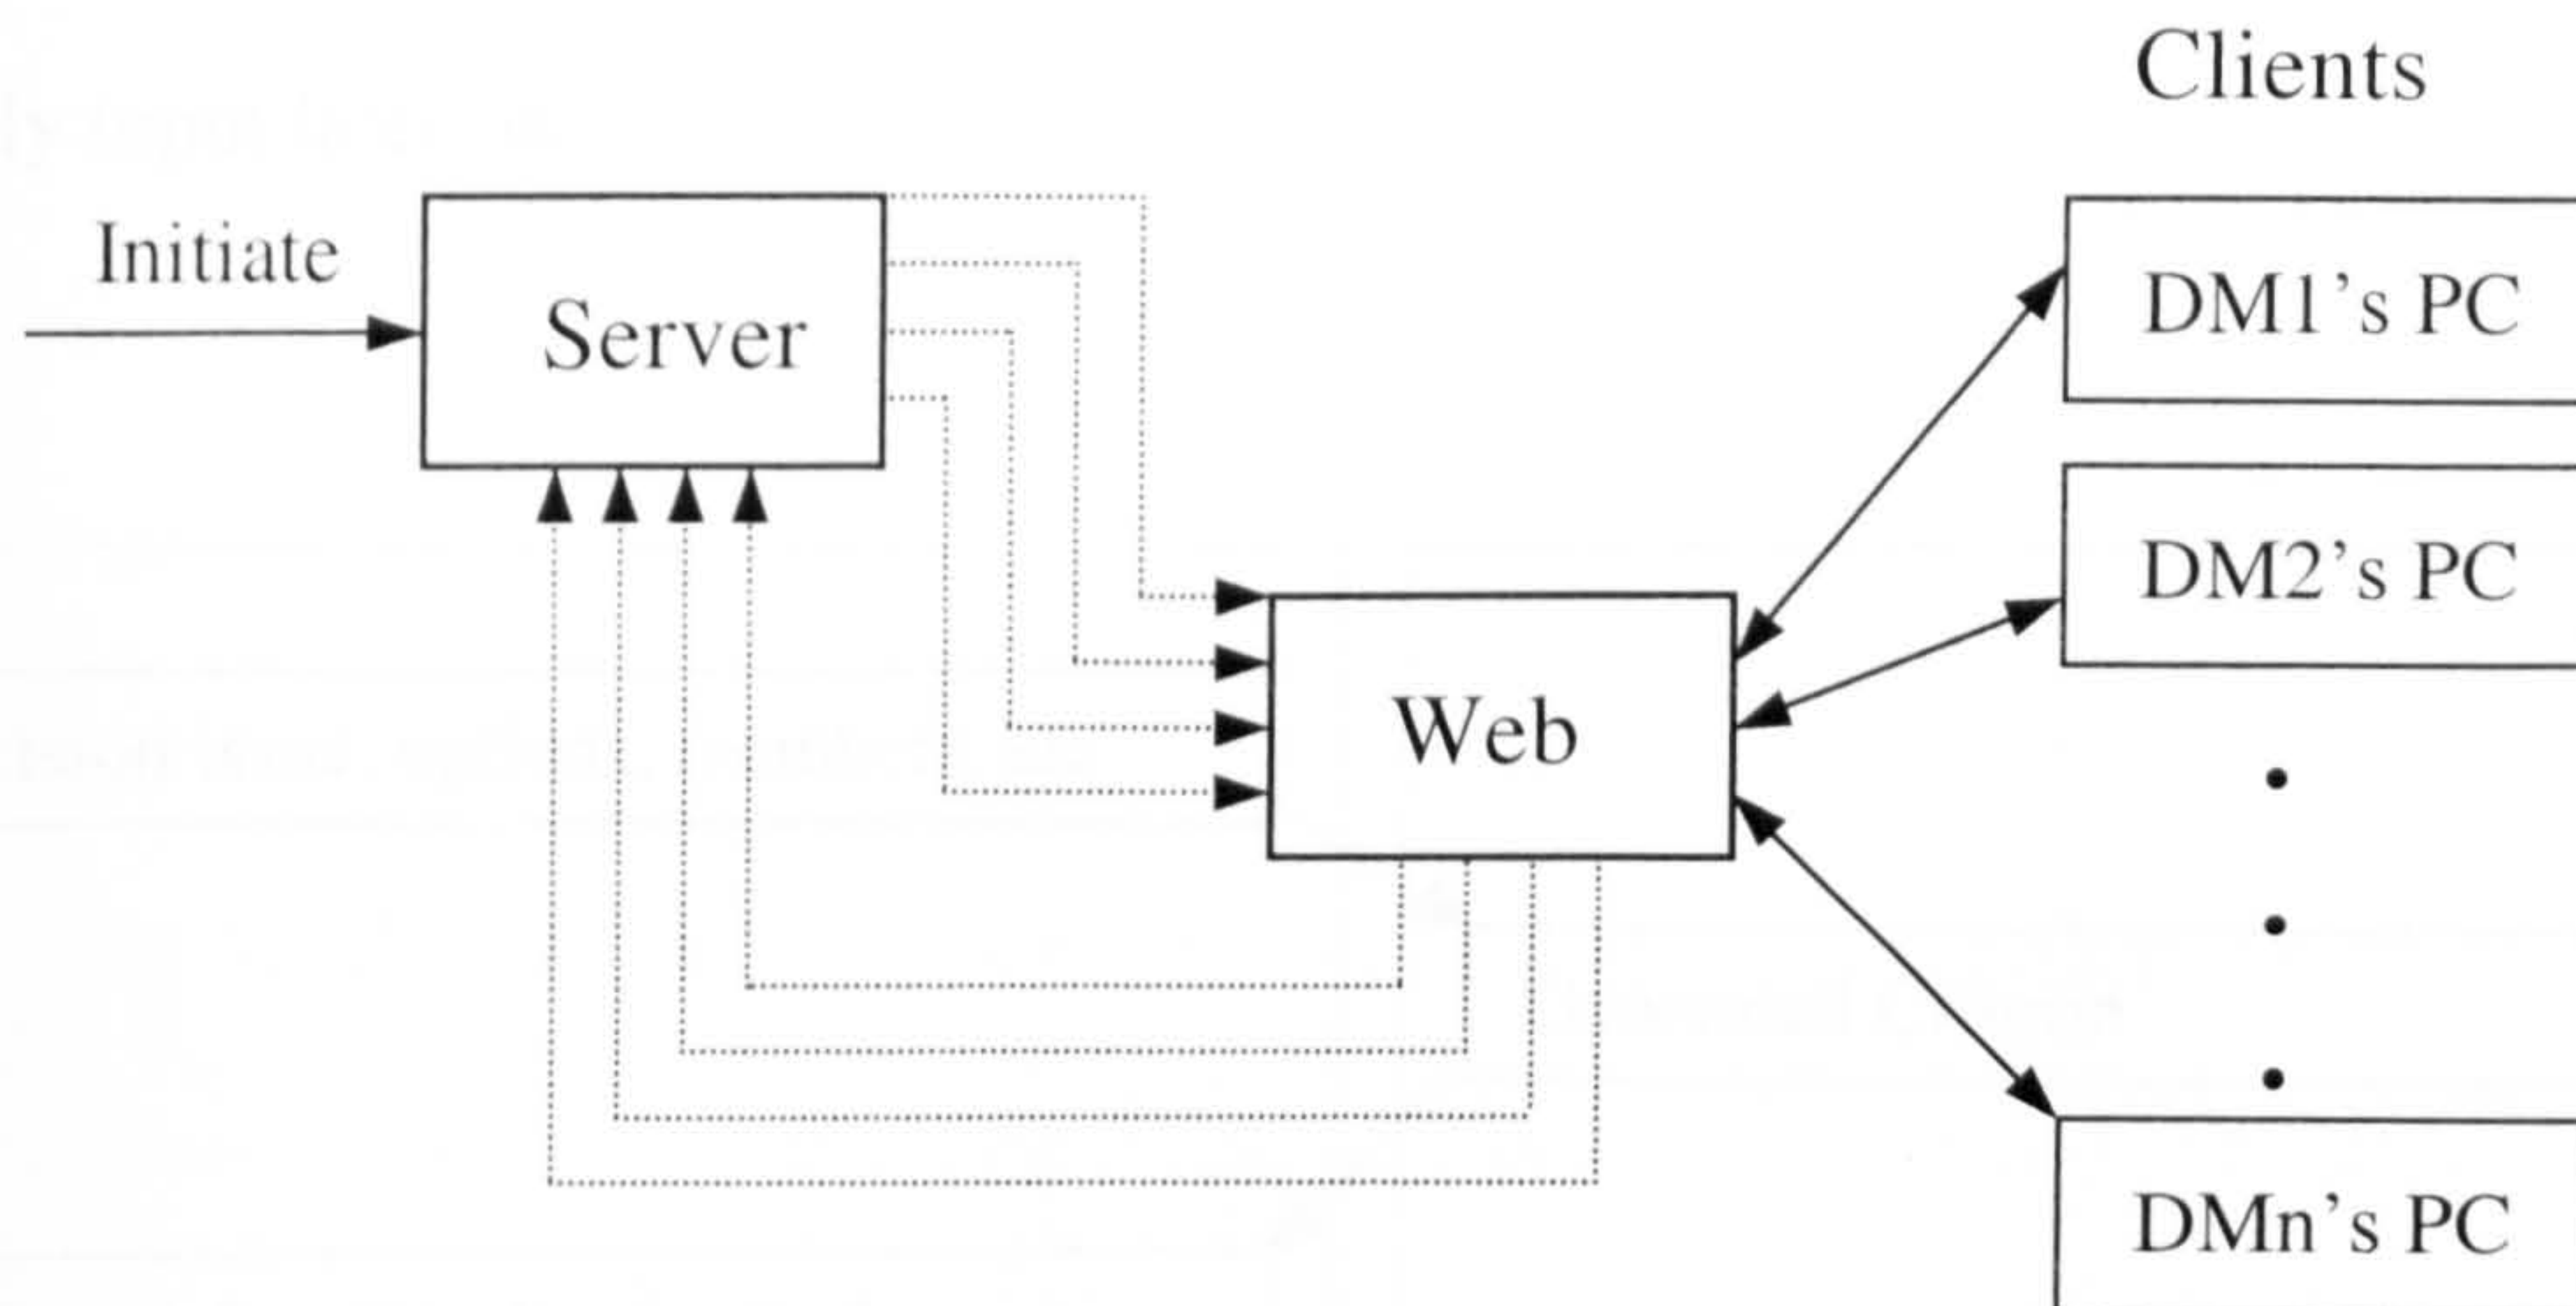 Clients
Initiate
Server
DM1's PC
DM2's PC
Web
DMn's PC